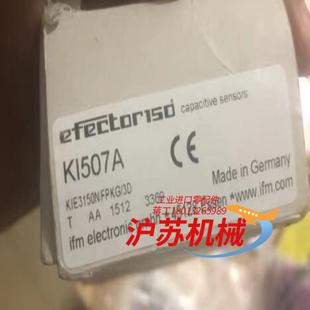 efector150 capacitive sensors
KI507A
KIE3150NFPKG/3D
T AA 1512
Made in Germany
工业进口零配件
ifm electronic
Essen *www.ifm.com
沪苏机械